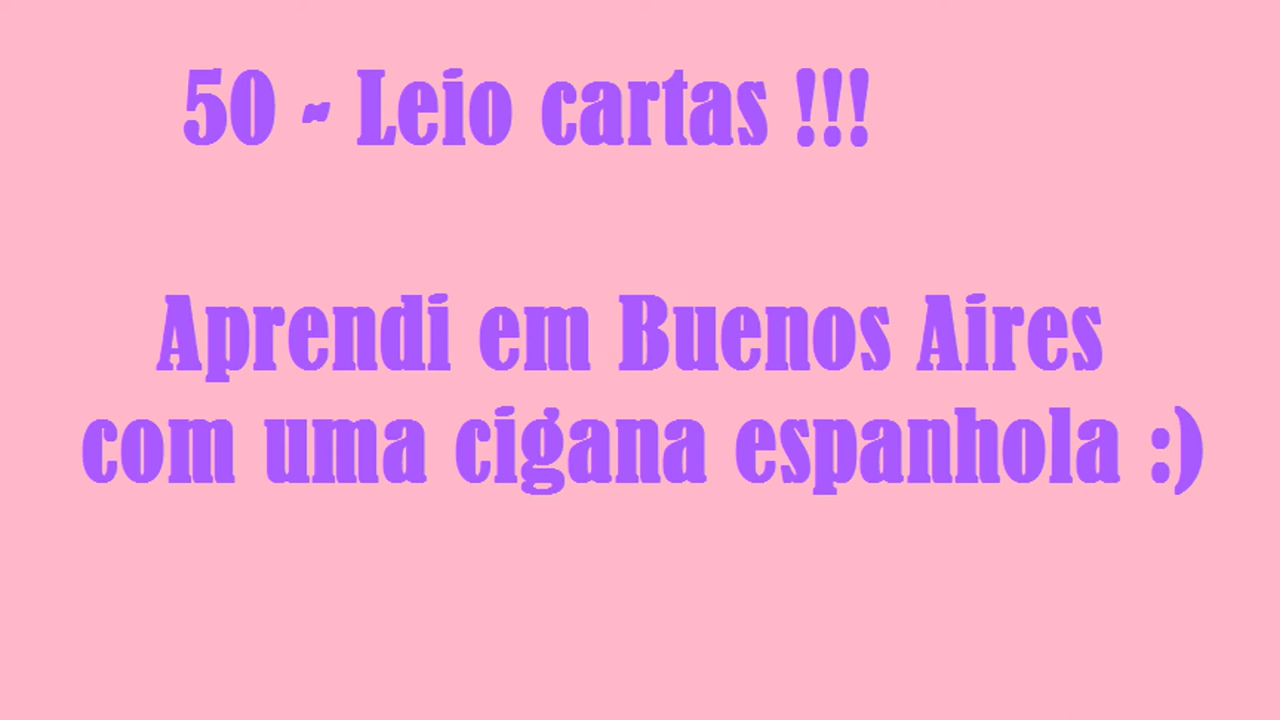 50 - Leio cartas !!!
Aprendi em Buenos Aires
com uma cigana espanhola :)